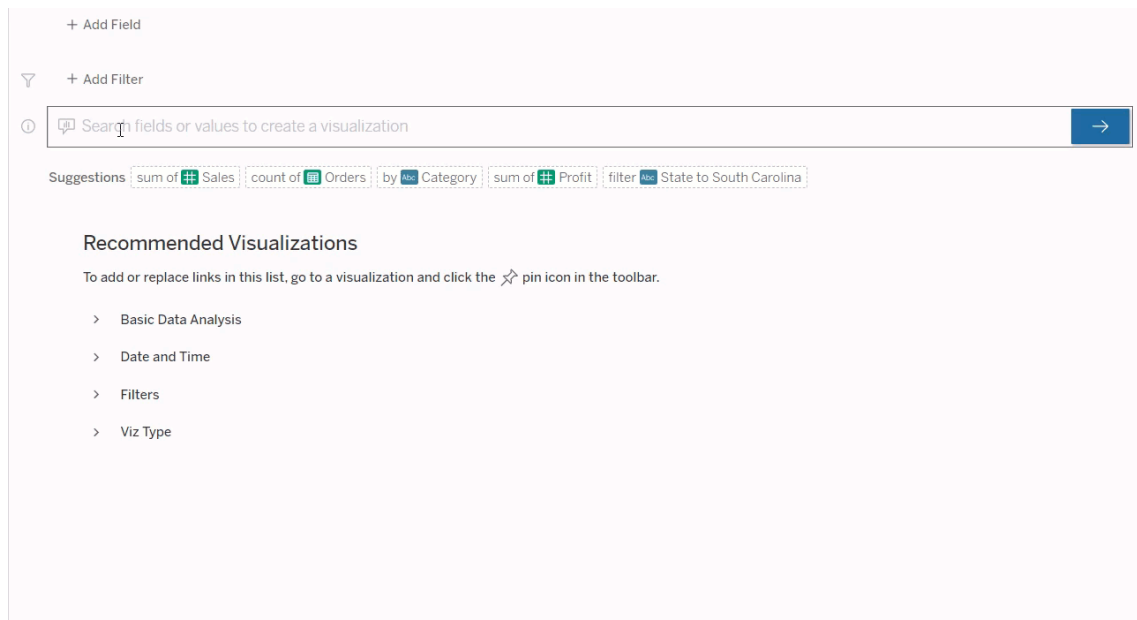 + Add Field
+ Add Filter
Search fields or values to create a visualization
Suggestions sum of # Sales count of Orders by Abc Category sum of # Profit filter Abc State to South Carolina
Recommended Visualizations
To add or replace links in this list, go to a visualization and click the pin icon in the toolbar.
Basic Data Analysis
Date and Time
Filters
Viz Type